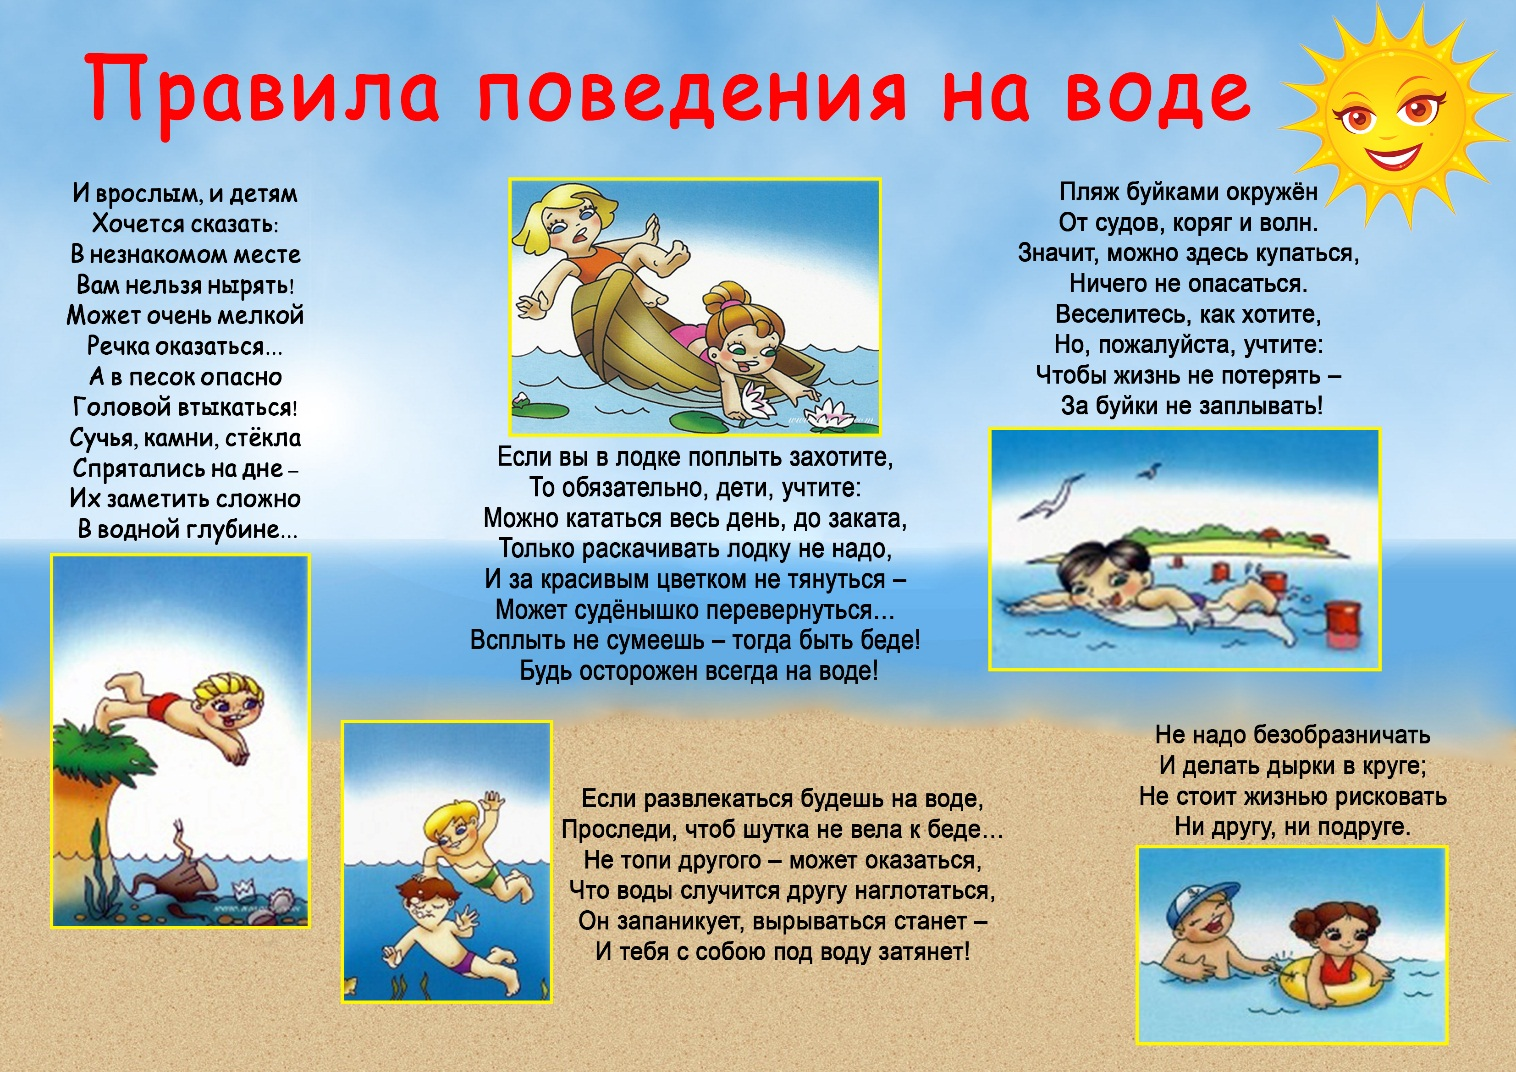 Правила поведения на воде
И врослым, и детям
Хочется сказать:
В незнакомом месте
Вам нельзя нырять!
Может очень мелкой
Речка оказаться...
А в песок опасно
Головой втыкаться!
Сучья, камни, стёкла
Спрятались на дне –
Их заметить сложно
В водной глубине...
Если вы в лодке поплыть захотите,
То обязательно, дети, учтите:
Можно кататься весь день, до заката,
Только раскачивать лодку не надо,
И за красивым цветком не тянуться –
Может судёнышко перевернуться...
Всплыть не сумеешь – тогда быть беде!
Будь осторожен всегда на воде!
Пляж буйками окружён
От судов, коряг и волн.
Значит, можно здесь купаться,
Ничего не опасаться.
Веселитесь, как хотите,
Но, пожалуйста, учтите:
Чтобы жизнь не потерять –
За буйки не заплывать!
Если развлекаться будешь на воде,
Проследи, чтоб шутка не вела к беде...
Не топи другого – может оказаться,
Что воды случится другу наглотаться,
Он запаникует, вырываться станет –
И тебя с собою под воду затянет!
Не надо безобразничать
И делать дырки в круге;
Не стоит жизнью рисковать
Ни другу, ни подруге.